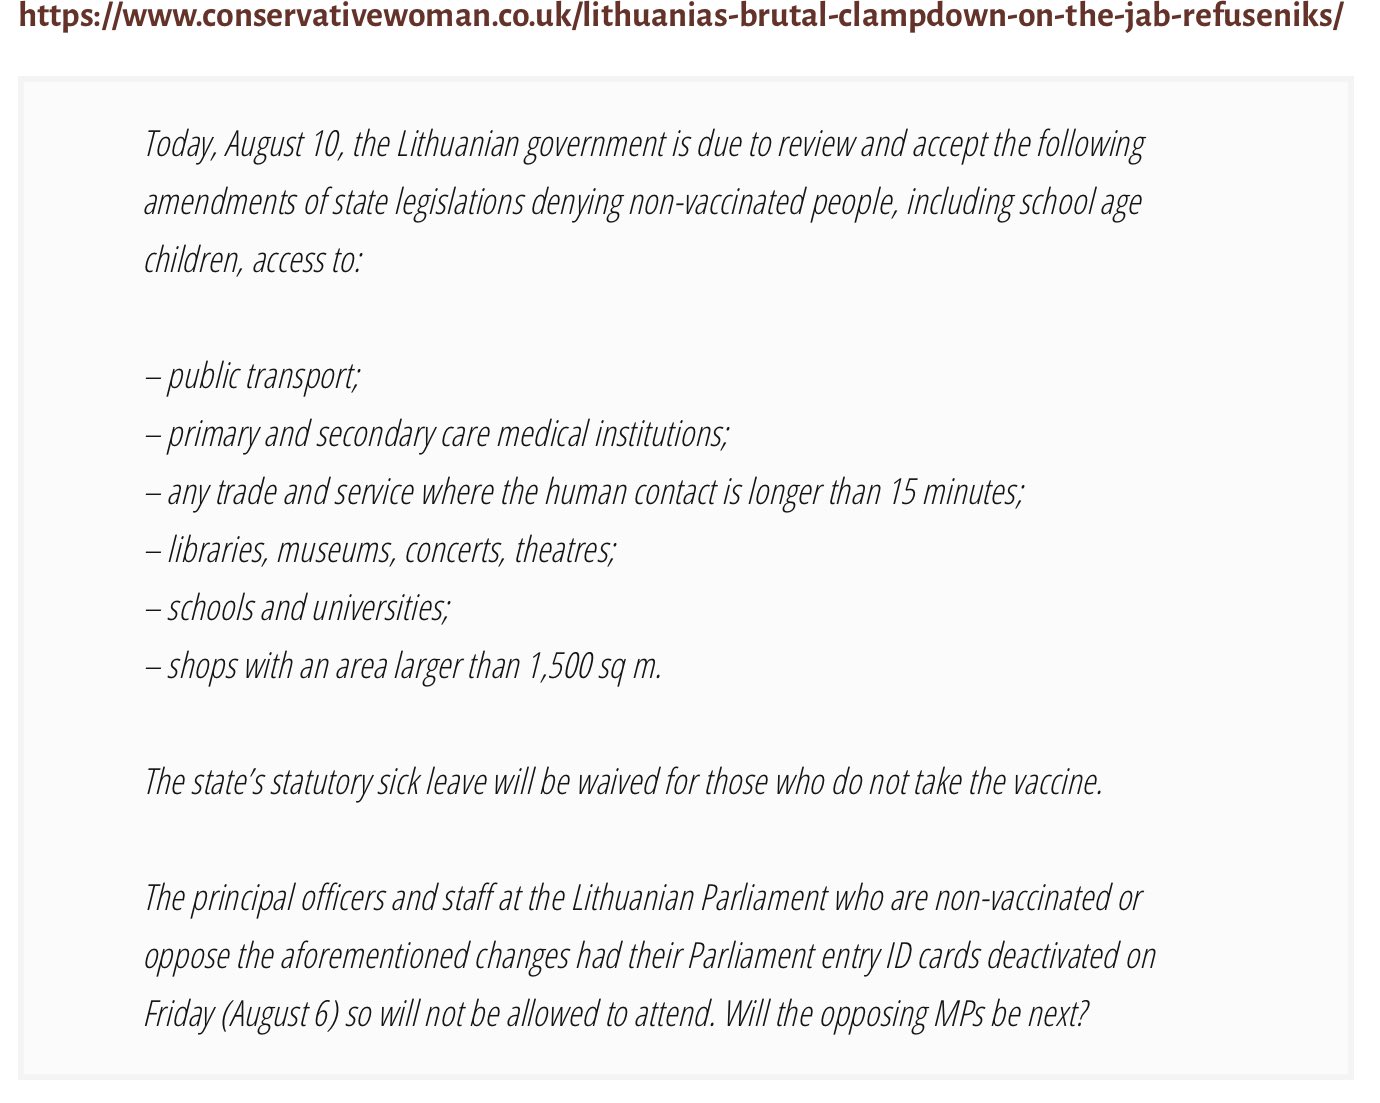 https://www.conservativewoman.co.uk/lithuanias-brutal-clampdown-on-the-jab-refuseniks/
Today, August 10, the Lithuanian government is due to review and accept the following
amendments of state legislations denying non-vaccinated people, including school age
children, access to:
– public transport;
– primary and secondary care medical institutions;
– any trade and service where the human contact is longer than 15 minutes;
– libraries, museums, concerts, theatres;
– schools and universities;
– shops with an area larger than 1,500 sq m.
The state’s statutory sick leave will be waived for those who do not take the vaccine.
The principal officers and staff at the Lithuanian Parliament who are non-vaccinated or
oppose the aforementioned changes had their Parliament entry ID cards deactivated on
Friday (August 6) so will not be allowed to attend. Will the opposing MPs be next?